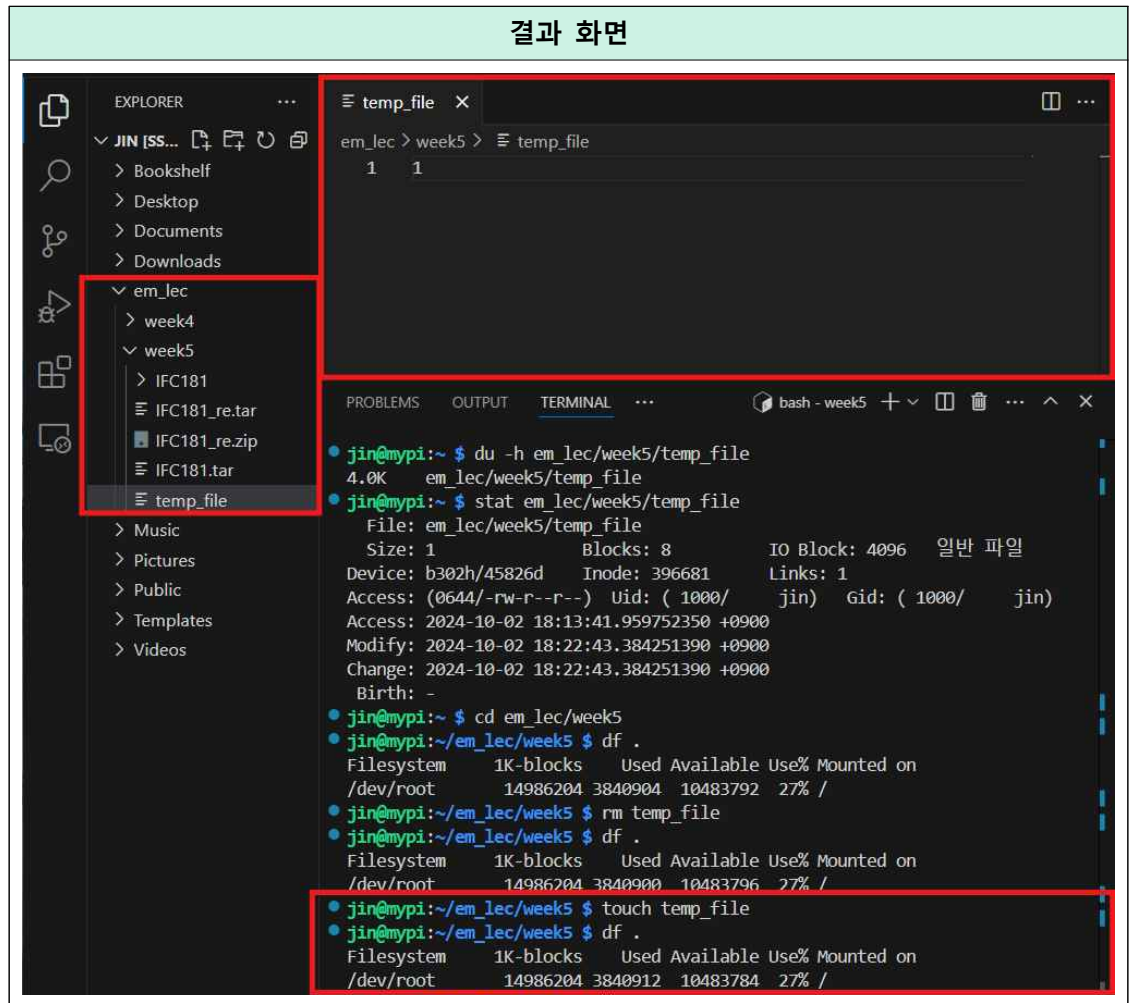 결과 화면
EXPLORER ...
JIN [SS...
Bookshelf
Desktop
Documents
Downloads
em_lec
week4
week5
IFC181
IFC181_re.tar
IFC181_re.zip
IFC181.tar
temp_file
Music
Pictures
Public
Templates
Videos
temp_file
em_lec > week5 > temp_file
1 1
PROBLEMS OUTPUT TERMINAL ... bash - week5
jin@mypi:~ $ du -h em_lec/week5/temp_file
4.0K em_lec/week5/temp_file
jin@mypi:~ $ stat em_lec/week5/temp_file
File: em_lec/week5/temp_file
Size: 1 Blocks: 8 IO Block: 4096 일반 파일
Device: b302h/45826d Inode: 396681 Links: 1
Access: (0644/-rw-r--r--) Uid: ( 1000/ jin) Gid: ( 1000/ jin)
Access: 2024-10-02 18:13:41.959752350 +0900
Modify: 2024-10-02 18:22:43.384251390 +0900
Change: 2024-10-02 18:22:43.384251390 +0900
Birth: -
jin@mypi:~ $ cd em_lec/week5
jin@mypi:~/em_lec/week5 $ df .
Filesystem 1K-blocks Used Available Use% Mounted on
/dev/root 14986204 3840904 10483792 27% /
jin@mypi:~/em_lec/week5 $ rm temp_file
jin@mypi:~/em_lec/week5 $ df .
Filesystem 1K-blocks Used Available Use% Mounted on
/dev/root 14986204 3840900 10483796 27% /
jin@mypi:~/em_lec/week5 $ touch temp_file
jin@mypi:~/em_lec/week5 $ df .
Filesystem 1K-blocks Used Available Use% Mounted on
/dev/root 14986204 3840912 10483784 27% /